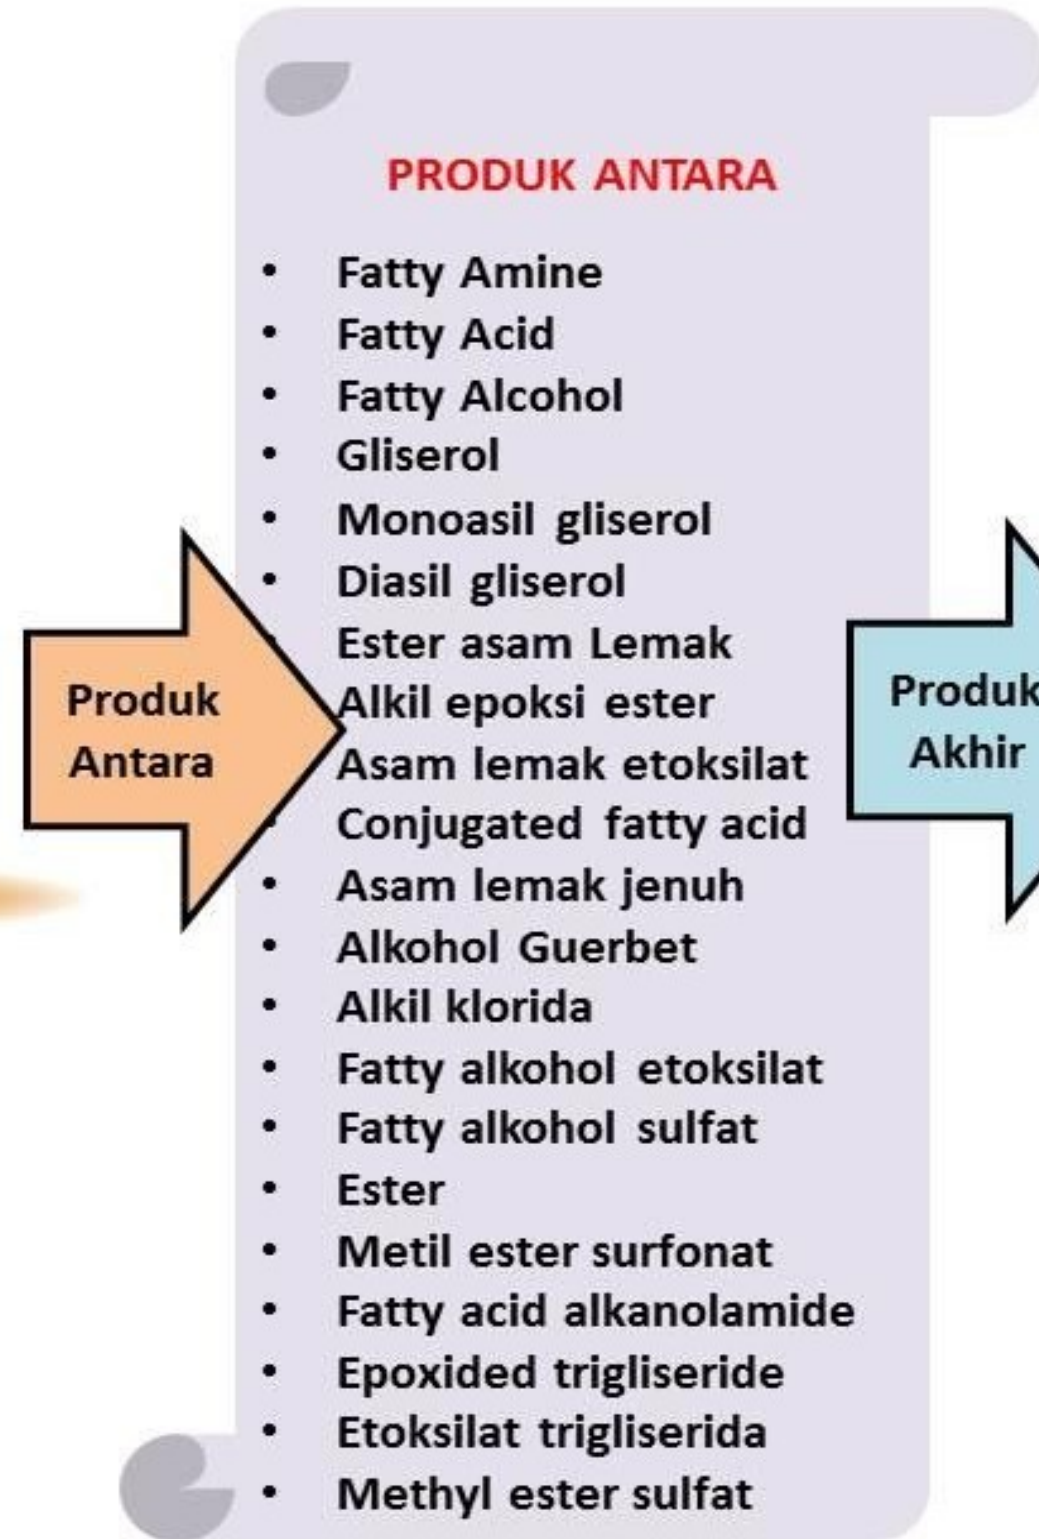 PRODUK ANTARA
• Fatty Amine
• Fatty Acid
• Fatty Alcohol
• Gliserol
• Monoasil gliserol
• Diasil gliserol
Ester asam Lemak
Alkil epoksi ester
Asam lemak etoksilat
Conjugated fatty acid
• Asam lemak jenuh
• Alkohol Guerbet
• Alkil klorida
• Fatty alkohol etoksilat
• Fatty alkohol sulfat
• Ester
• Metil ester surfonat
• Fatty acid alkanolamide
• Epoxided trigliseride
• Etoksilat trigliserida
• Methyl ester sulfat
Produk
Antara
Produk
Akhir